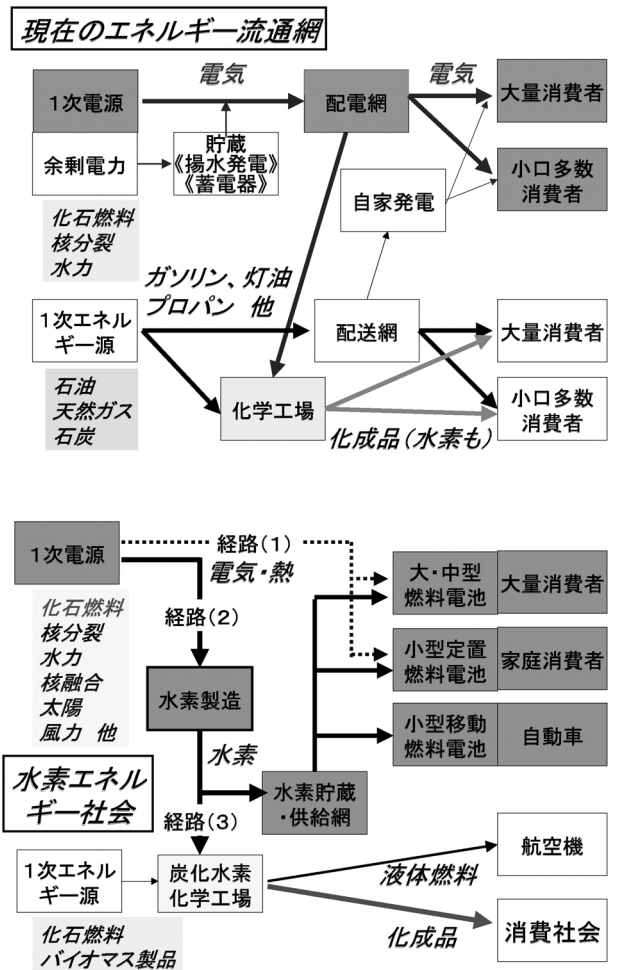 現在のエネルギー流通網
電気
電気
1次電源
配電網
大量消費者
余剰電力
貯蔵
《揚水発電》
《蓄電器》
自家発電
小口多数
消費者
化石燃料
核分裂
水力
ガソリン、灯油
プロパン 他
1次エネル
ギー源
配送網
大量消費者
石油
天然ガス
石炭
化学工場
小口多数
消費者
化成品(水素も)
1次電源
経路(1)
電気・熱
大・中型
燃料電池
大量消費者
化石燃料
核分裂
水力
核融合
太陽
風力 他
経路(2)
小型定置
燃料電池
家庭消費者
水素製造
小型移動
燃料電池
自動車
水素
水素エネル
ギー社会
水素貯蔵
・供給網
経路(3)
1次エネル
ギー源
炭化水素
化学工場
航空機
液体燃料
化成品
消費社会
化石燃料
バイオマス製品